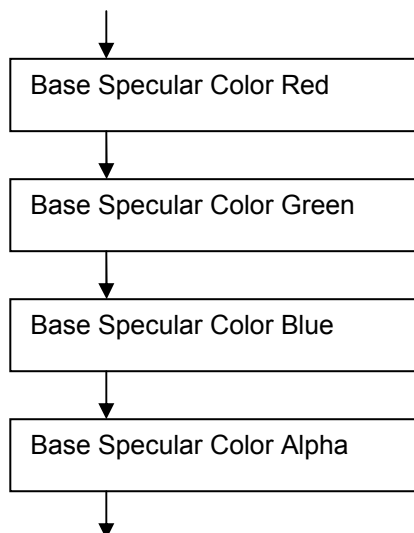 Base Specular Color Red
Base Specular Color Green
Base Specular Color Blue
Base Specular Color Alpha